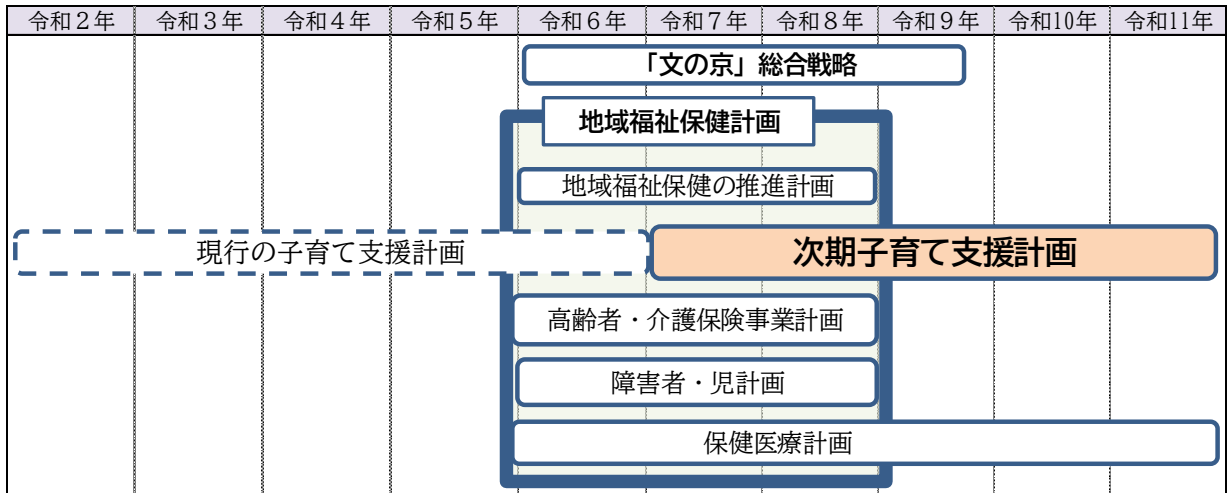 令和２年 令和３年 令和４年 令和５年 令和６年 令和７年 令和８年 令和９年 令和10年 令和11年
「文の京」総合戦略
地域福祉保健計画
地域福祉保健の推進計画
現行の子育て支援計画 次期子育て支援計画
高齢者・介護保険事業計画
障害者・児計画
保健医療計画